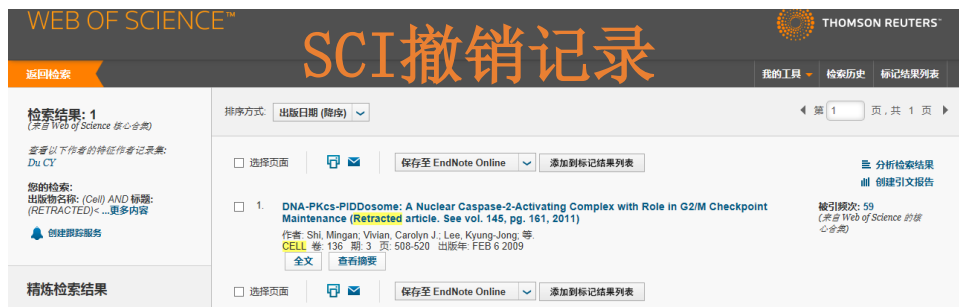 WEB OF SCIENCE™
THOMSON REUTERS™
SCI撤销记录
返回检索
我的工具 检索历史 标记结果列表
检索结果: 1
(来自 Web of Science 核心合集)
查看以下作者的特征作者记录集:
Du CY
您的检索:
出版物名称: (Cell) AND 标题:
(RETRACTED)< ...更多内容
创建跟踪服务
精炼检索结果
排序方式: 出版日期 (降序)
第 1 页, 共 1 页
选择页面 保存至 EndNote Online 添加到标记结果列表
分析检索结果
创建引文报告
1. DNA-PKcs-PIDDosome: A Nuclear Caspase-2-Activating Complex with Role in G2/M Checkpoint
Maintenance (Retracted article. See vol. 145, pg. 161, 2011)
作者: Shi, Mingan; Vivian, Carolyn J.; Lee, Kyung-Jong; 等.
CELL 卷: 136 期: 3 页: 508-520 出版年: FEB 6 2009
全文 查看摘要
被引频次: 59
(来自 Web of Science 的核
心合集)
选择页面 保存至 EndNote Online 添加到标记结果列表